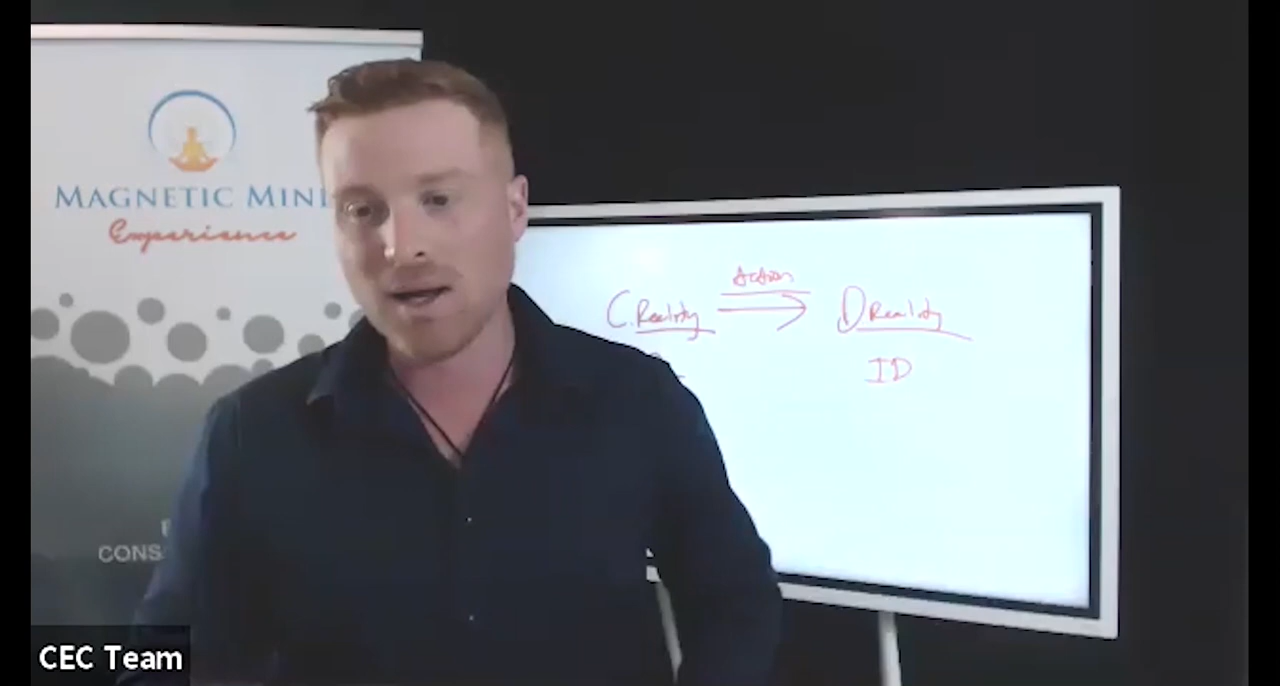 MAGNETIC MIN
Experience
CONS
Action
C. Reality
D Reality
ID
CEC Team